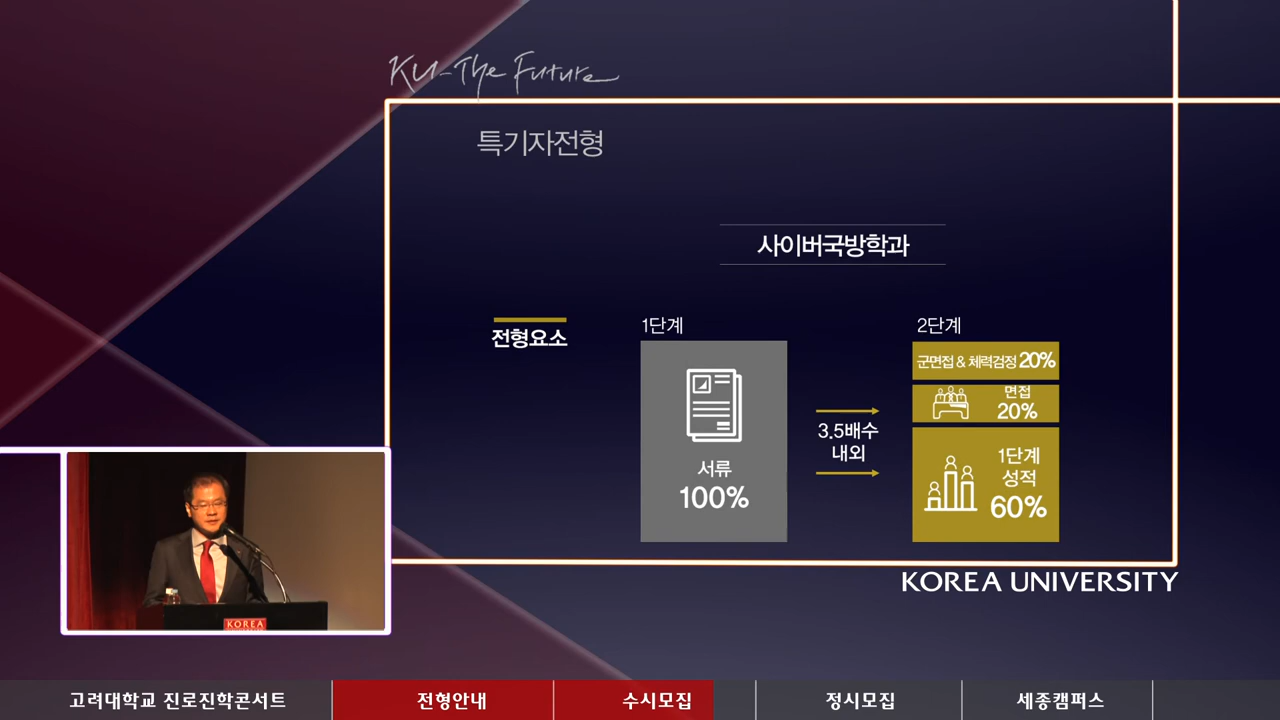 KU-The Future
특기자전형
사이버국방학과
전형요소
1단계
서류
100%
3.5배수
내외
2단계
군면접 & 체력검정 20%
면접
20%
1단계
성적
60%
KOREA UNIVERSITY
KOREA
고려대학교 진로진학콘서트
전형안내
수시모집
정시모집
세종캠퍼스